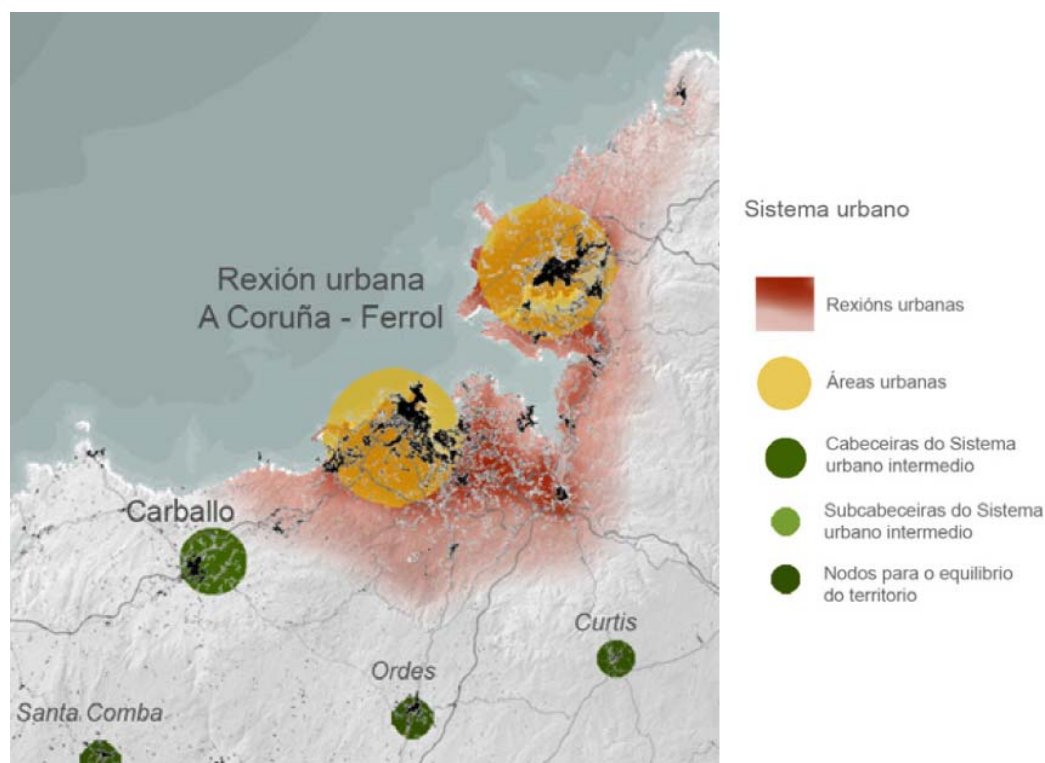 Rexión urbana
A Coruña - Ferrol
Carballo
Curtis
Ordes
Santa Comba
Sistema urbano
Rexións urbanas
Áreas urbanas
Cabeceiras do Sistema
urbano intermedio
Subcabeceiras do Sistema
urbano intermedio
Nodos para o equilibrio
do territorio